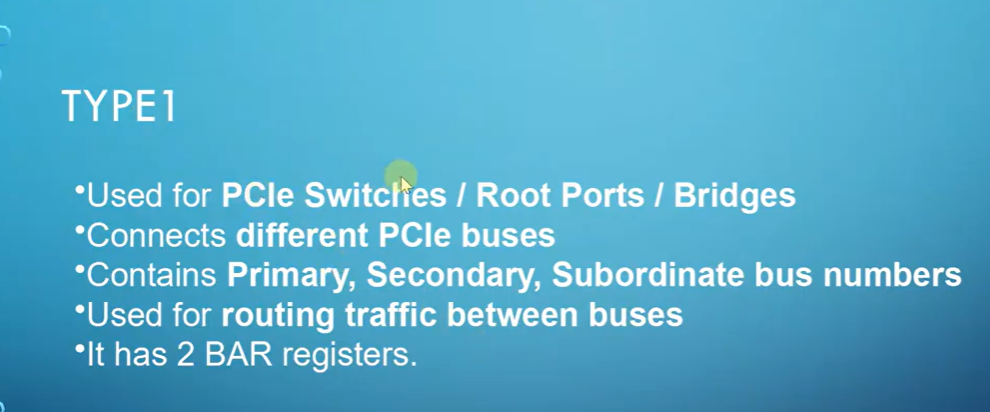 TYPE1
•Used for PCIe Switches / Root Ports / Bridges
•Connects different PCIe buses
•Contains Primary, Secondary, Subordinate bus numbers
•Used for routing traffic between buses
•It has 2 BAR registers.